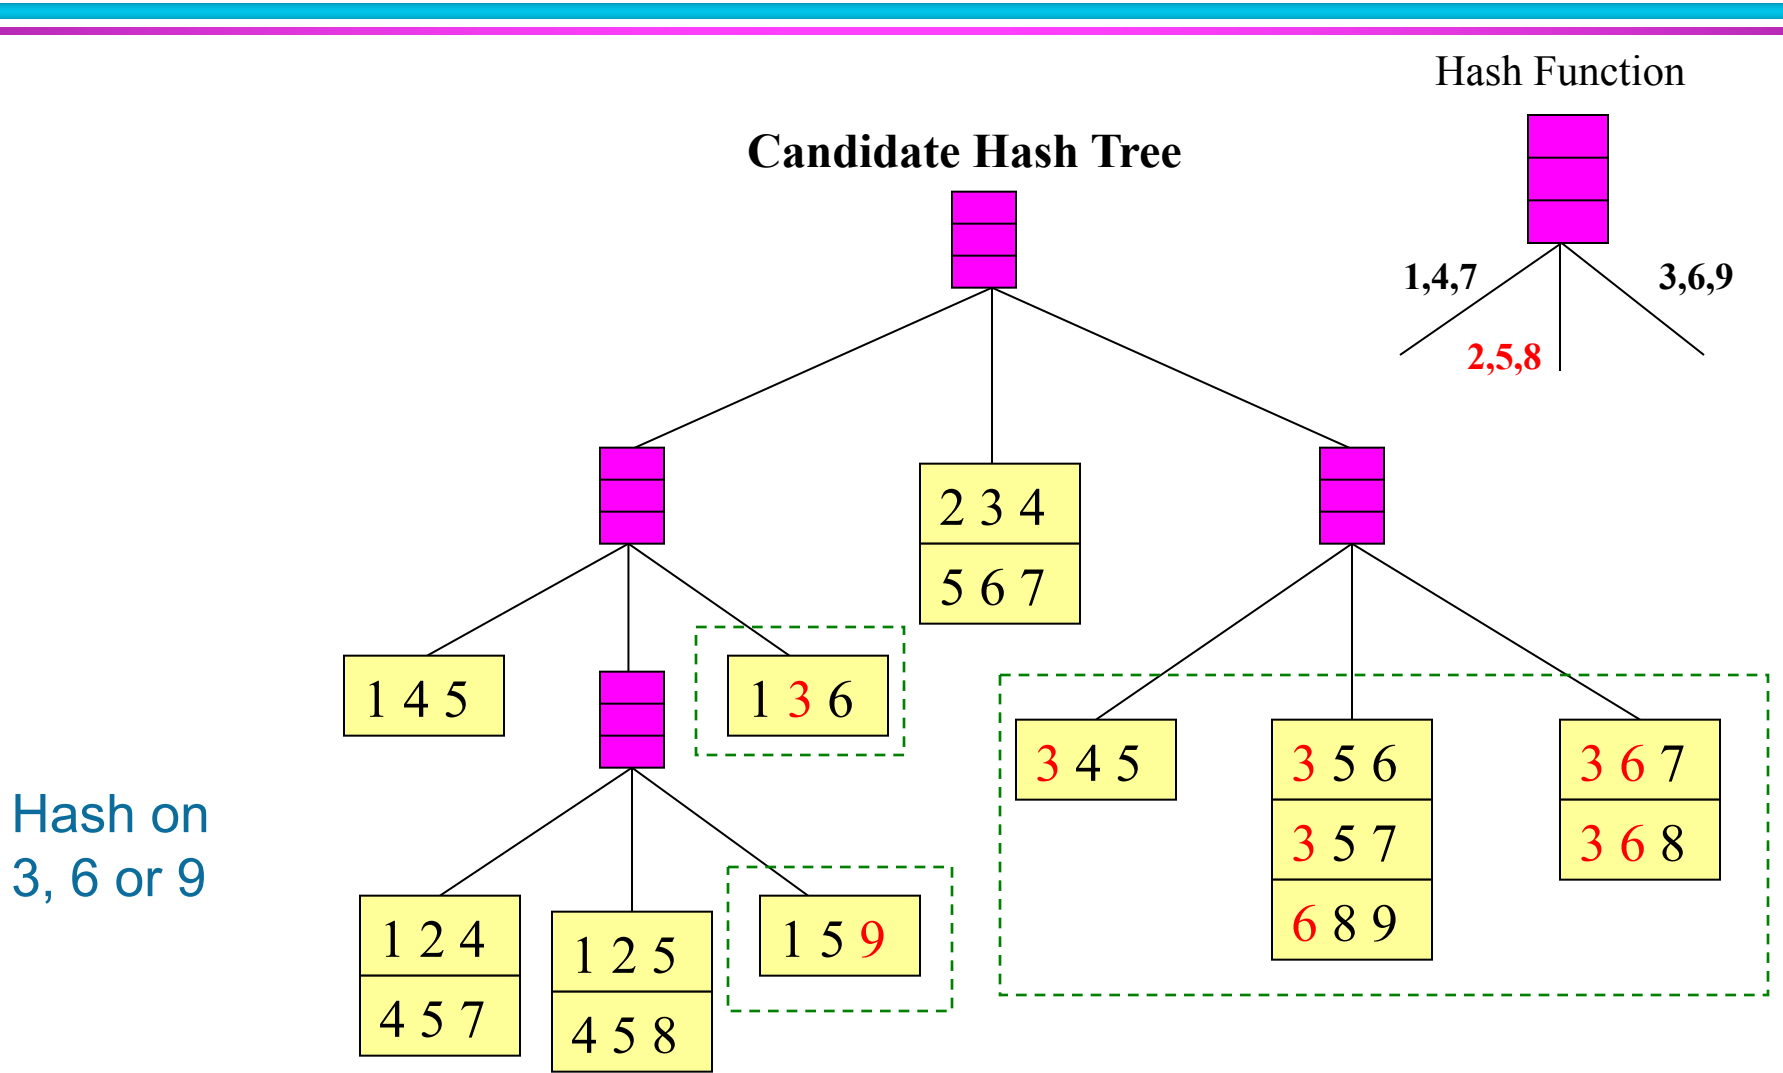 Hash Function
Candidate Hash Tree
1,4,7
3,6,9
2,5,8
2 3 4
5 6 7
1 4 5
1 3 6
3 4 5
3 5 6
3 6 7
3 5 7
3 6 8
6 8 9
Hash on
3, 6 or 9
1 2 4
1 2 5
1 5 9
4 5 7
4 5 8